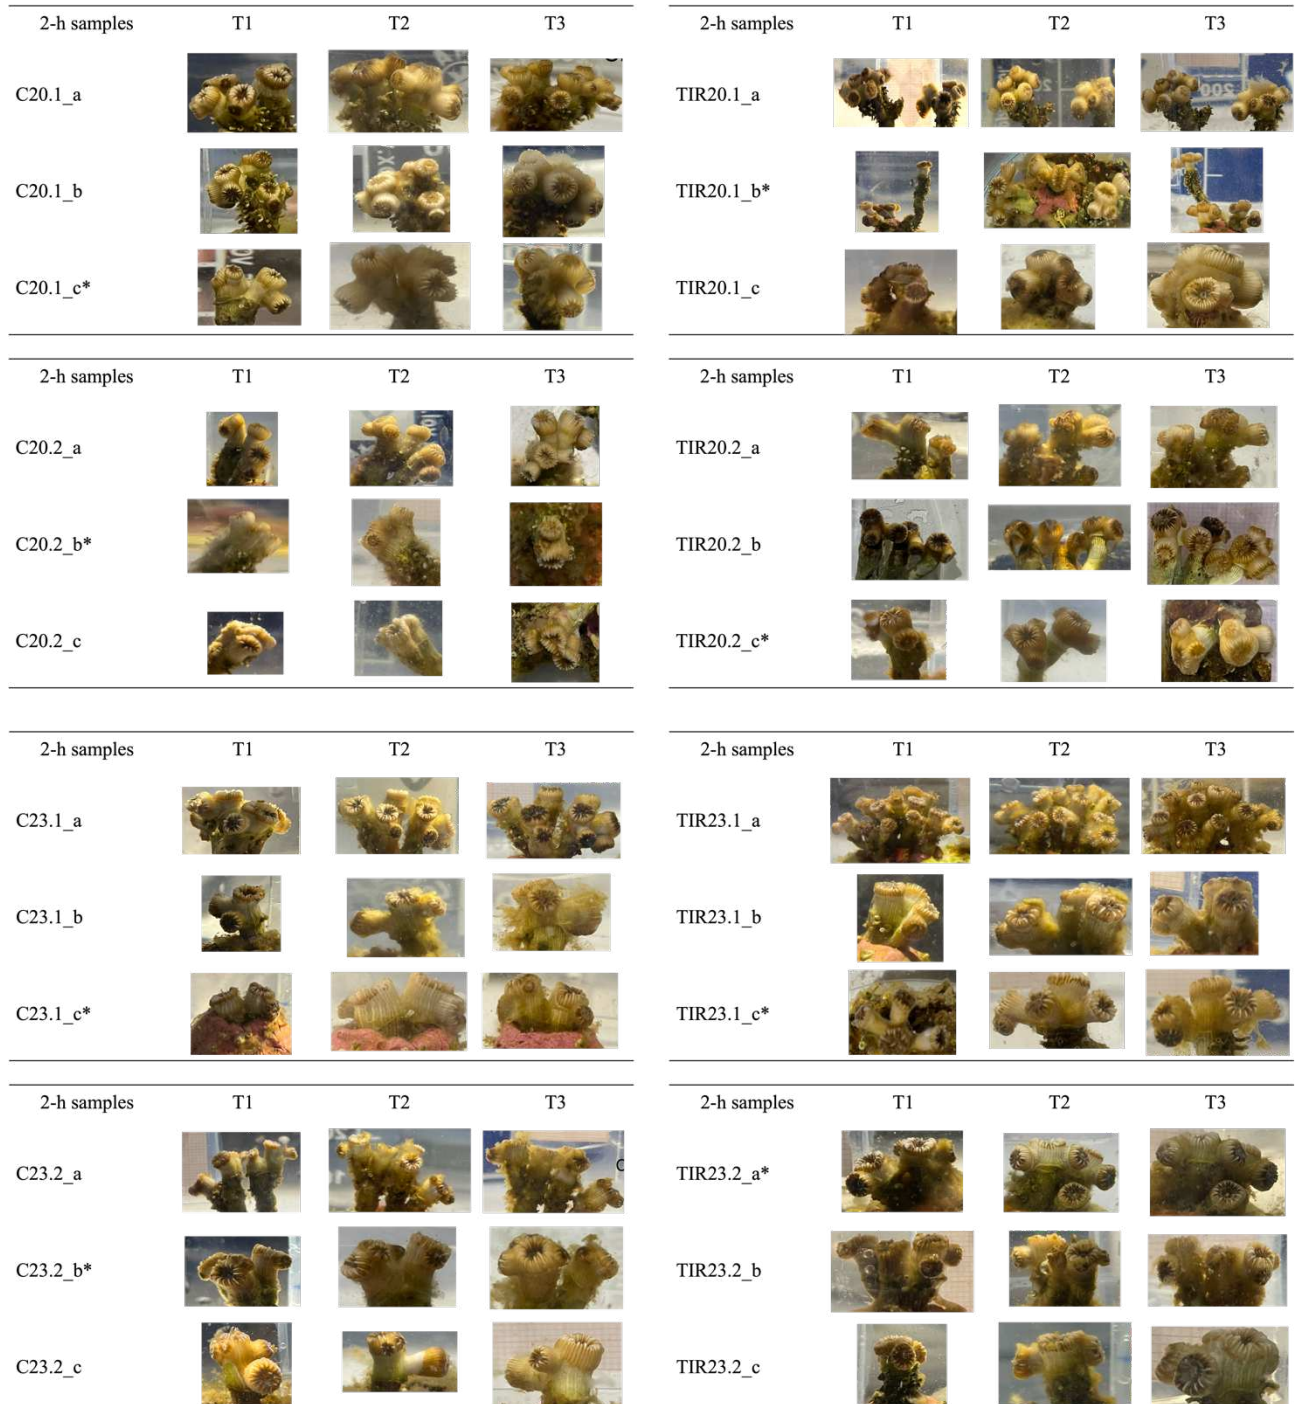 2-h samples T1 T2 T3
C20.1_a
C20.1_b
C20.1_c*
2-h samples T1 T2 T3
TIR20.1_a
TIR20.1_b*
TIR20.1_c
2-h samples T1 T2 T3
C20.2_a
C20.2_b*
C20.2_c
2-h samples T1 T2 T3
TIR20.2_a
TIR20.2_b
TIR20.2_c*
2-h samples T1 T2 T3
C23.1_a
C23.1_b
C23.1_c*
2-h samples T1 T2 T3
TIR23.1_a
TIR23.1_b
TIR23.1_c*
2-h samples T1 T2 T3
C23.2_a
C23.2_b*
C23.2_c
2-h samples T1 T2 T3
TIR23.2_a*
TIR23.2_b
TIR23.2_c